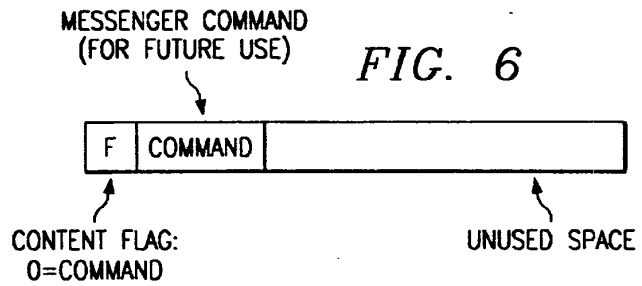 MESSENGER COMMAND
(FOR FUTURE USE)
FIG. 6
F
COMMAND
CONTENT FLAG:
0=COMMAND
UNUSED SPACE